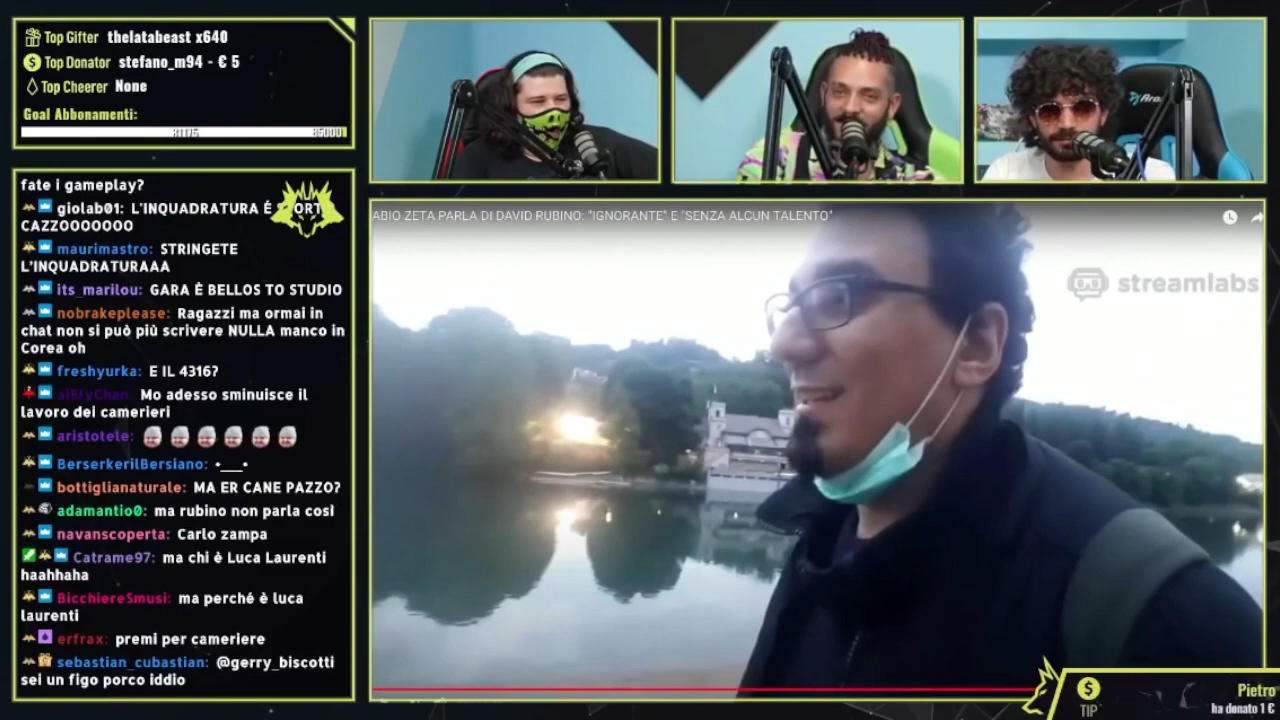 Top Gifter thelatabeast x640
Top Donator stefano_m94 - € 5
Top Cheerer None
Goal Abbonamenti:
81175 85000
fate i gameplay?
giolab01: L'INQUADRATURA È
CAZZOOOOOOO
maurimastro: STRINGETE
L'INQUADRATURAAA
its_marilou: GARA È BELLOS TO STUDIO
nobrakeplease: Ragazzi ma ormai in
chat non si può più scrivere NULLA manco in
Corea oh
freshyurka: E IL 4316?
Mo adesso sminuisce il
lavoro dei camerieri
aristotele:
BerserkerilBersiano: •___•
bottiglianaturale: MA ER CANE PAZZO?
adamantio0: ma rubino non parla così
navanscoperta: Carlo zampa
Catrame97: ma chi è Luca Laurenti
haahhaha
BicchiereSmusi: ma perché è luca
laurenti
erfrax: premi per cameriere
sebastian_cubastian: @gerry_biscotti
sei un figo porco iddio
ABIO ZETA PARLA DI DAVID RUBINO: "IGNORANTE" E "SENZA ALCUN TALENTO"
streamlabs
TIP
Pietro
ha donato 1 €